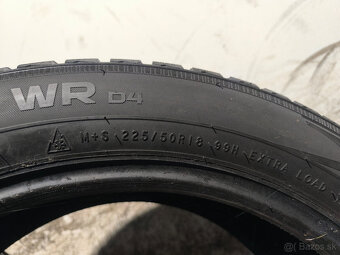 WR D4
M+S 225/50R18 99H EXTRA LOAD
bazos.sk